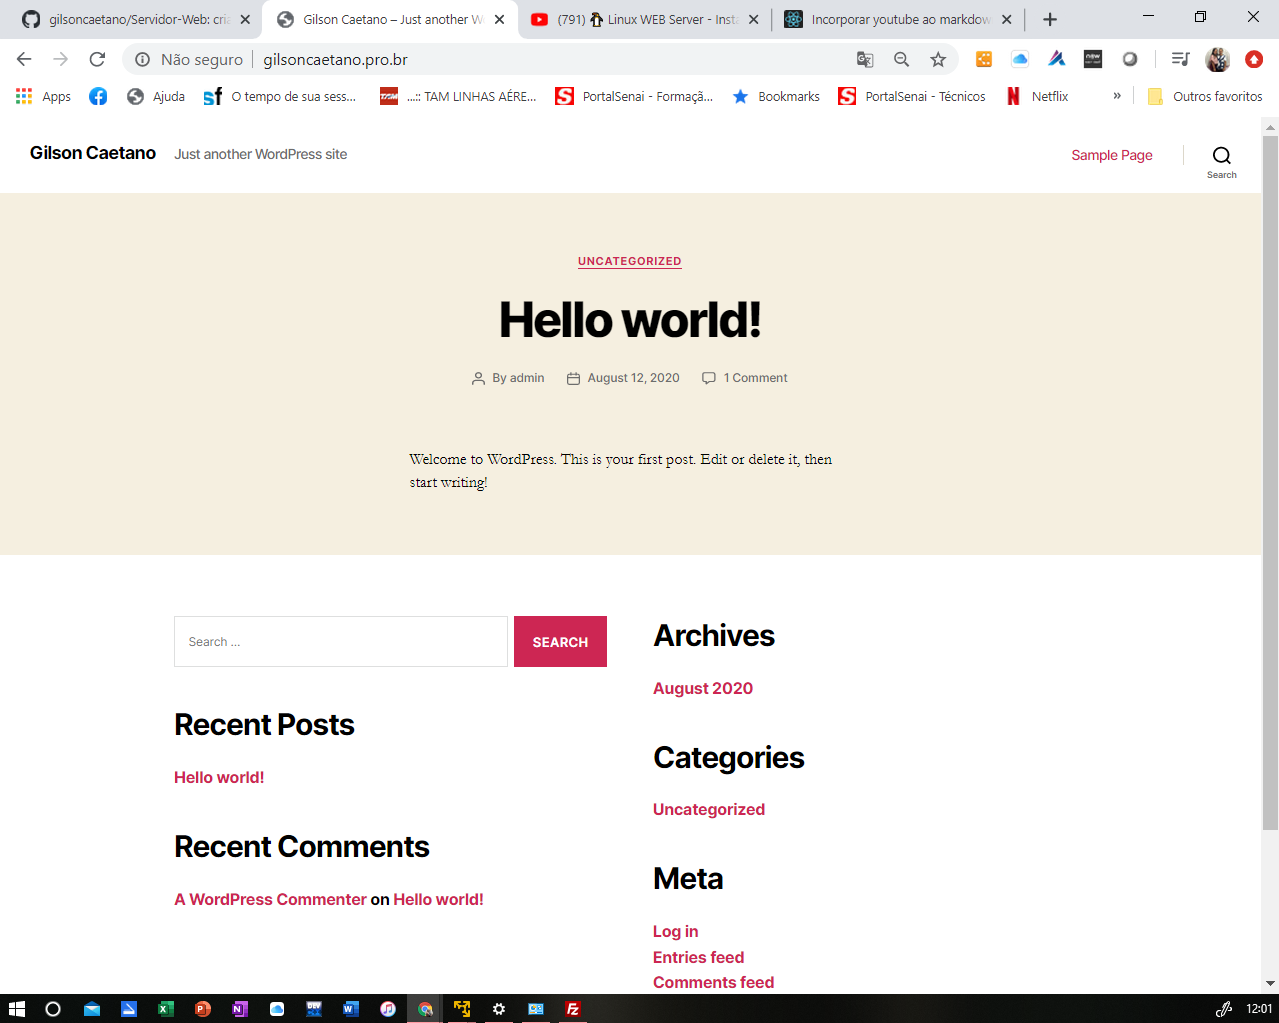 gilsoncaetano/Servidor-Web: cria
Gilson Caetano – Just another W
(791) Linux WEB Server - Insta
Incorporar youtube ao markdow
Não seguro
gilsoncaetano.pro.br
Apps
Ajuda
O tempo de sua sess...
...:: TAM LINHAS AÉRE...
PortalSenai - Formaçã...
Bookmarks
PortalSenai - Técnicos
Netflix
»
Outros favoritos
Gilson Caetano
Just another WordPress site
Sample Page
Search
UNCATEGORIZED
Hello world!
By admin
August 12, 2020
1 Comment
Welcome to WordPress. This is your first post. Edit or delete it, then
start writing!
Search …
SEARCH
Recent Posts
Hello world!
Recent Comments
A WordPress Commenter on Hello world!
Archives
August 2020
Categories
Uncategorized
Meta
Log in
Entries feed
Comments feed
12:01